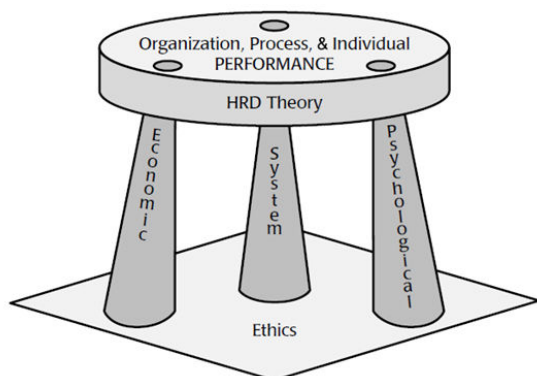 Organization, Process, & Individual
PERFORMANCE
HRD Theory
Economic
System
Psychological
Ethics